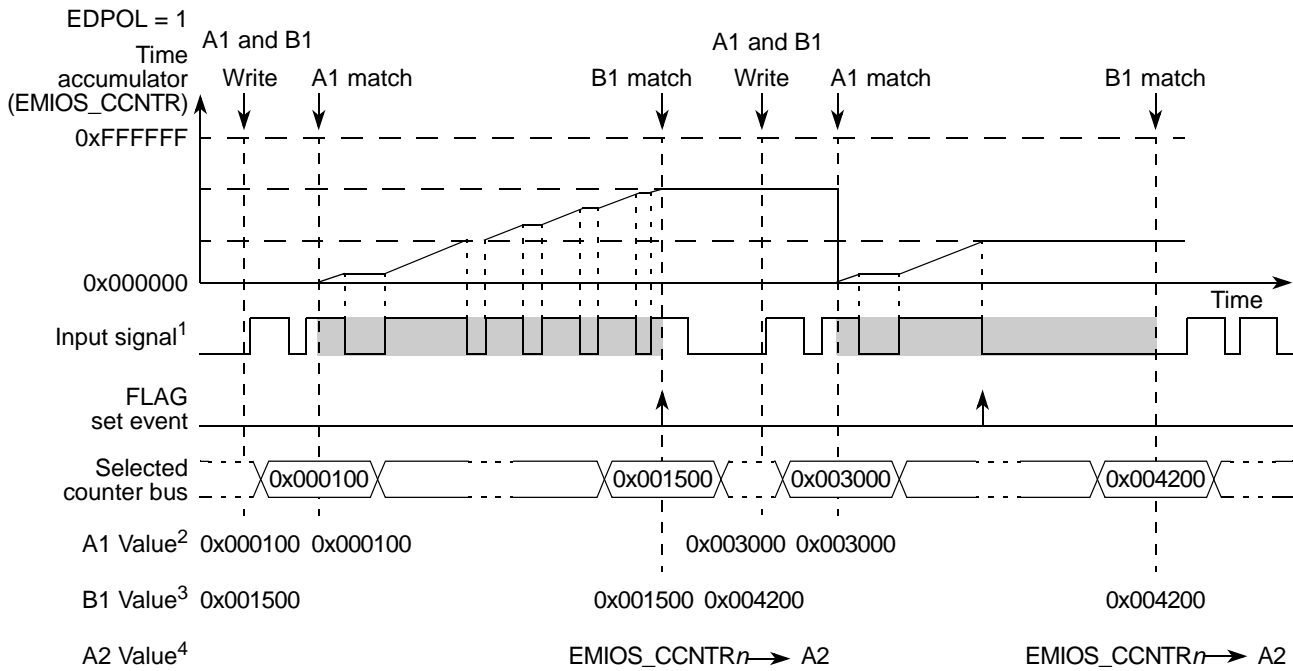 EDPOL = 1
A1 and B1
A1 and B1
Time
accumulator
(EMIOS_CCNTR)
Write A1 match B1 match Write A1 match B1 match
0xFFFFFF
0x000000
Time
Input signal1
FLAG
set event
Selected
counter bus
0x000100 0x001500 0x003000 0x004200
A1 Value2 0x000100 0x000100 0x003000 0x003000
B1 Value3 0x001500 0x001500 0x004200 0x004200
A2 Value4 EMIOS_CCNTRn A2 EMIOS_CCNTRn A2